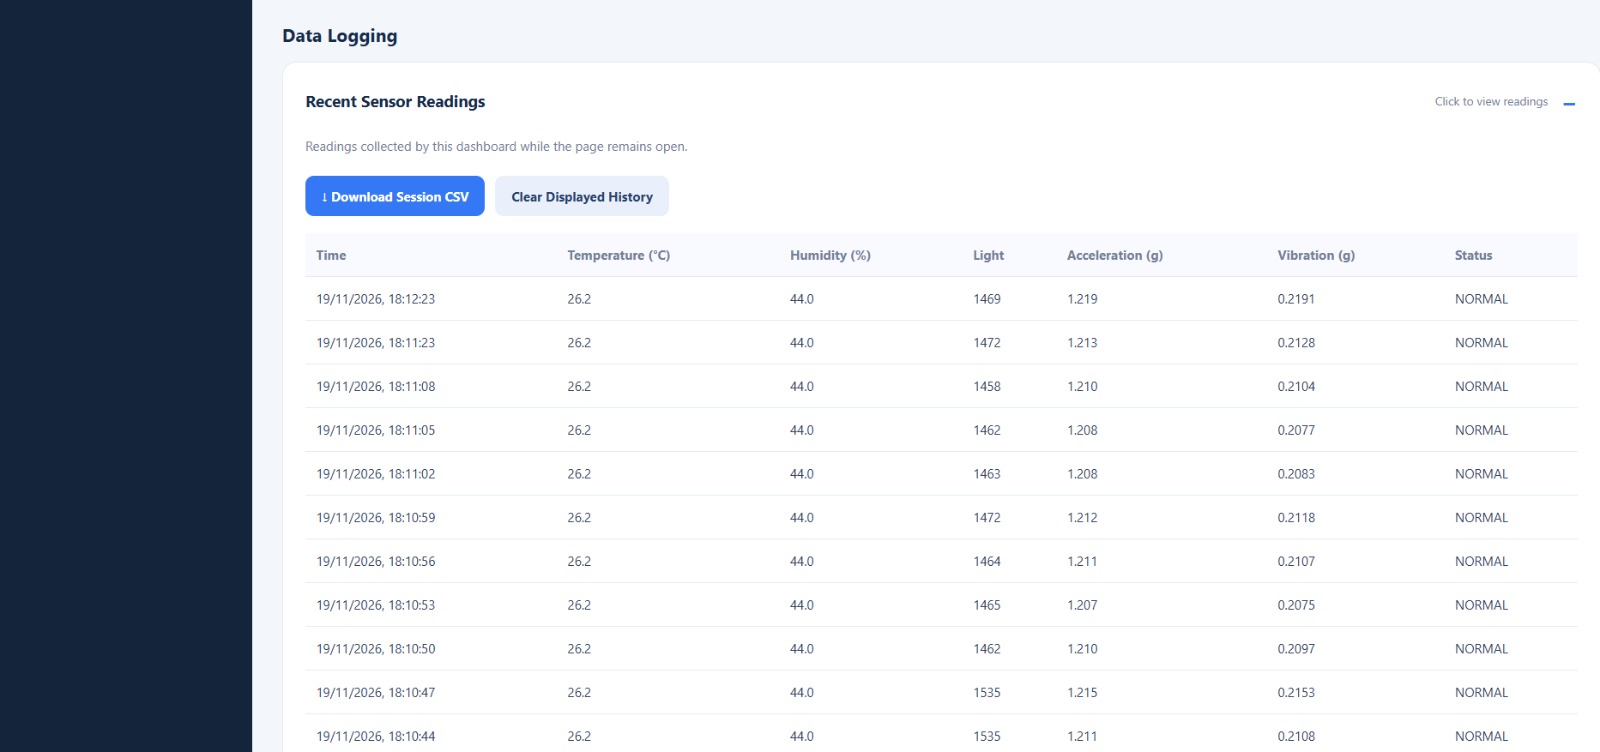 Data Logging
Recent Sensor Readings
Click to view readings
Readings collected by this dashboard while the page remains open.
↓ Download Session CSV
Clear Displayed History
Time Temperature (°C) Humidity (%) Light Acceleration (g) Vibration (g) Status
19/11/2026, 18:12:23 26.2 44.0 1469 1.219 0.2191 NORMAL
19/11/2026, 18:11:23 26.2 44.0 1472 1.213 0.2128 NORMAL
19/11/2026, 18:11:08 26.2 44.0 1458 1.210 0.2104 NORMAL
19/11/2026, 18:11:05 26.2 44.0 1462 1.208 0.2077 NORMAL
19/11/2026, 18:11:02 26.2 44.0 1463 1.208 0.2083 NORMAL
19/11/2026, 18:10:59 26.2 44.0 1472 1.212 0.2118 NORMAL
19/11/2026, 18:10:56 26.2 44.0 1464 1.211 0.2107 NORMAL
19/11/2026, 18:10:53 26.2 44.0 1465 1.207 0.2075 NORMAL
19/11/2026, 18:10:50 26.2 44.0 1462 1.210 0.2097 NORMAL
19/11/2026, 18:10:47 26.2 44.0 1535 1.215 0.2153 NORMAL
19/11/2026, 18:10:44 26.2 44.0 1535 1.211 0.2108 NORMAL